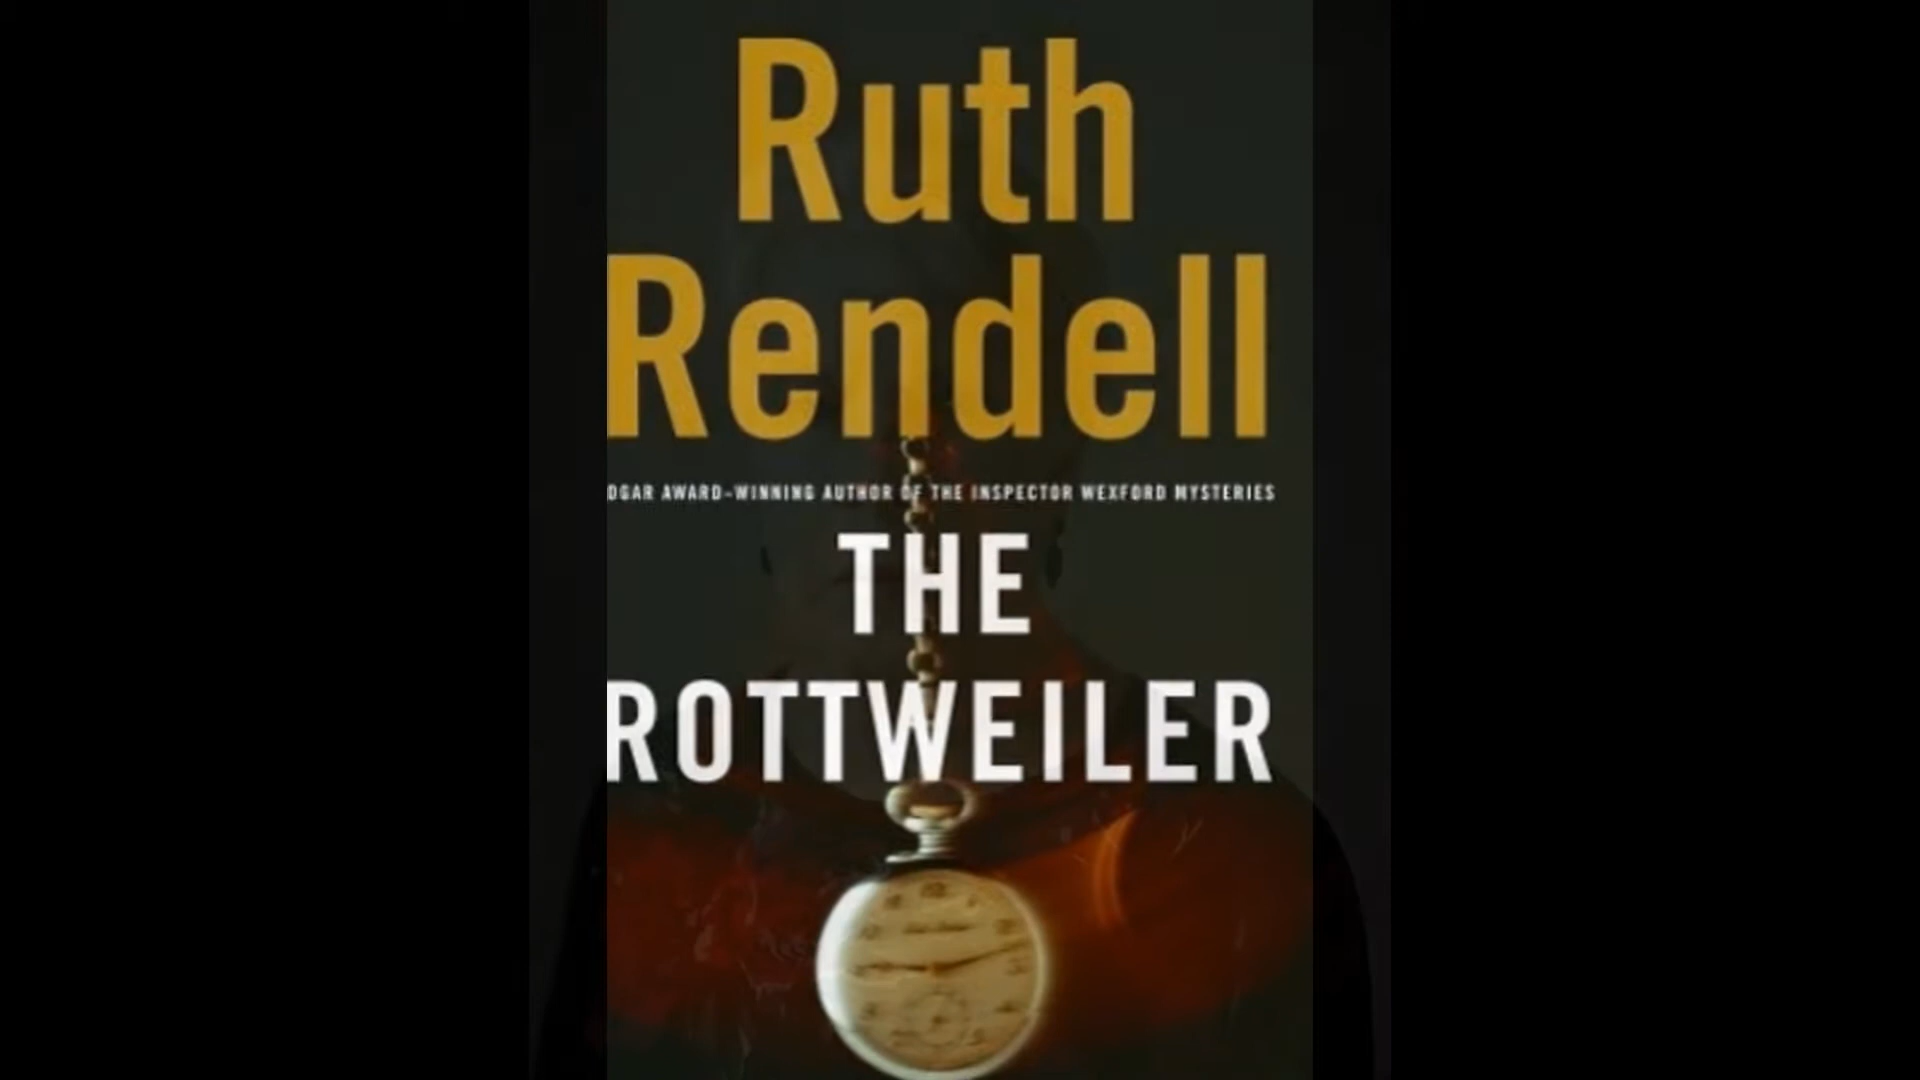 Ruth
Rendell
DGAR AWARD-WINNING AUTHOR OF THE INSPECTOR WEXFORD MYSTERIES
THE
ROTTWEILER